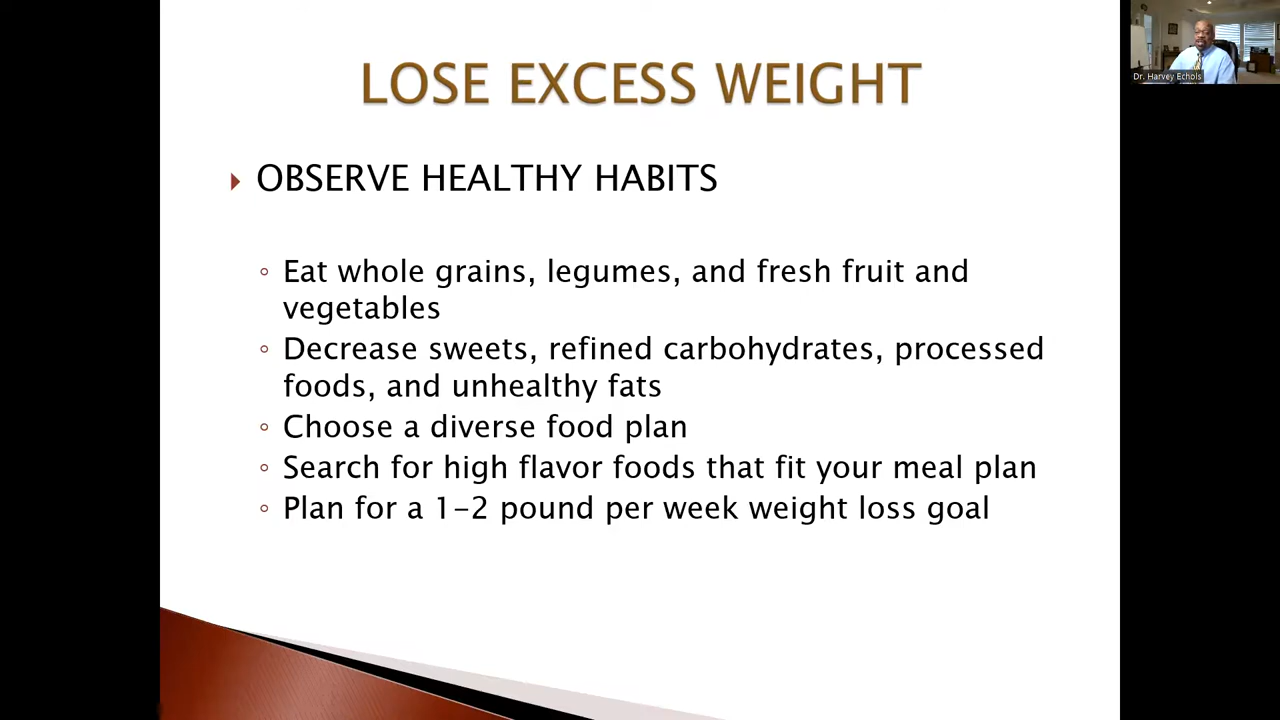 LOSE EXCESS WEIGHT
Dr. Harvey Echols
OBSERVE HEALTHY HABITS
Eat whole grains, legumes, and fresh fruit and
vegetables
Decrease sweets, refined carbohydrates, processed
foods, and unhealthy fats
Choose a diverse food plan
Search for high flavor foods that fit your meal plan
Plan for a 1-2 pound per week weight loss goal